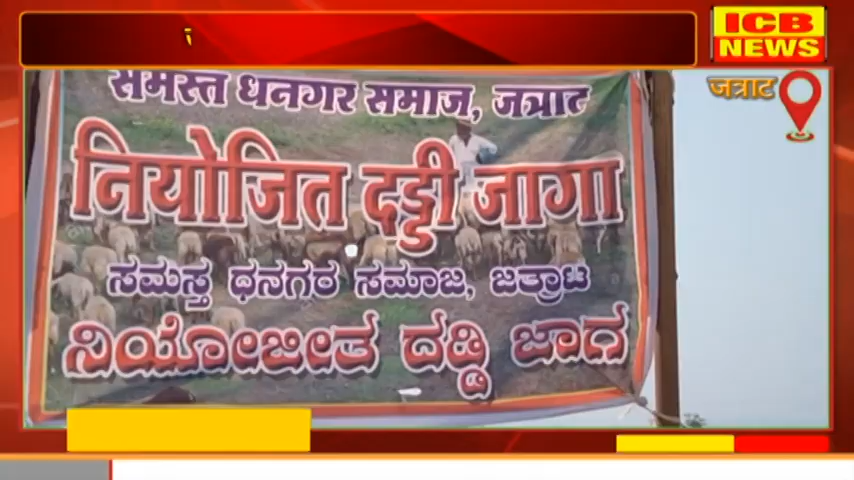 ICB
NEWS
जत्राट
समस्त धनगर समाज, जत्राट
नियोजित दड्डी जागा
ಸಮಸ್ತ ಧನಗರ ಸಮಾಜ, ಜತ್ರಾಟ
ನಿಯೋಜೀತ ದಡ್ಡಿ ಜಾಗ